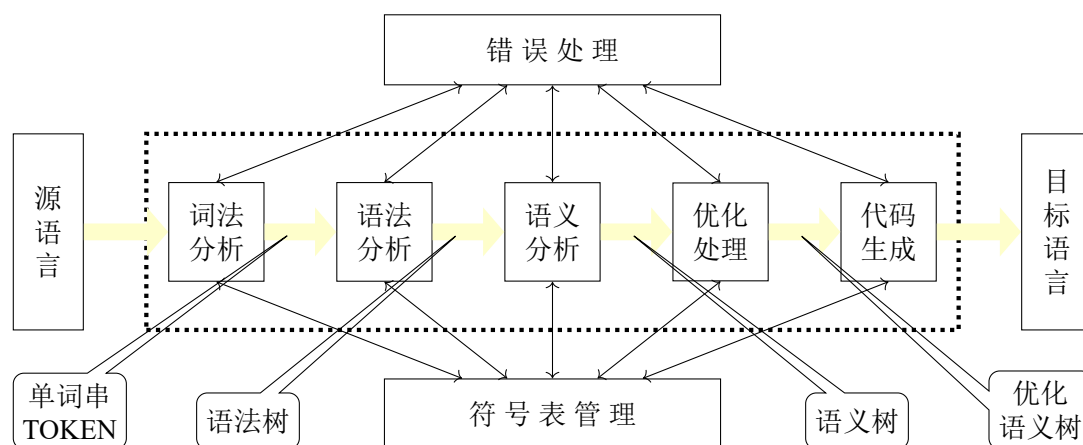 错误处理
源
语
言
词法
分析
语法
分析
语义
分析
优化
处理
代码
生成
目
标
语
言
单词串
TOKEN
语法树
符号表管理
语义树
优化
语义树